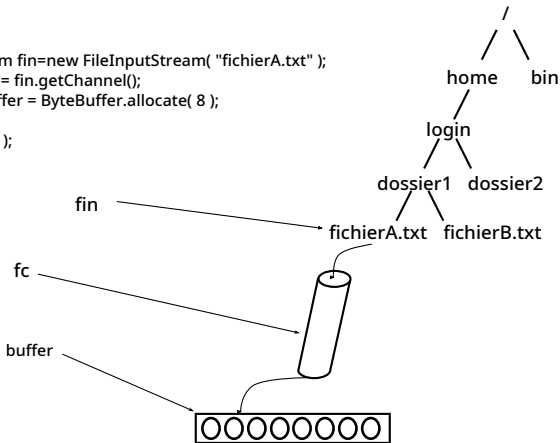 /
m fin=new FileInputStream( "fichierA.txt" );
home bin
= fin.getChannel();
ffer = ByteBuffer.allocate( 8 );
login
);
dossier1 dossier2
fin
fichierA.txt fichierB.txt
fc
buffer